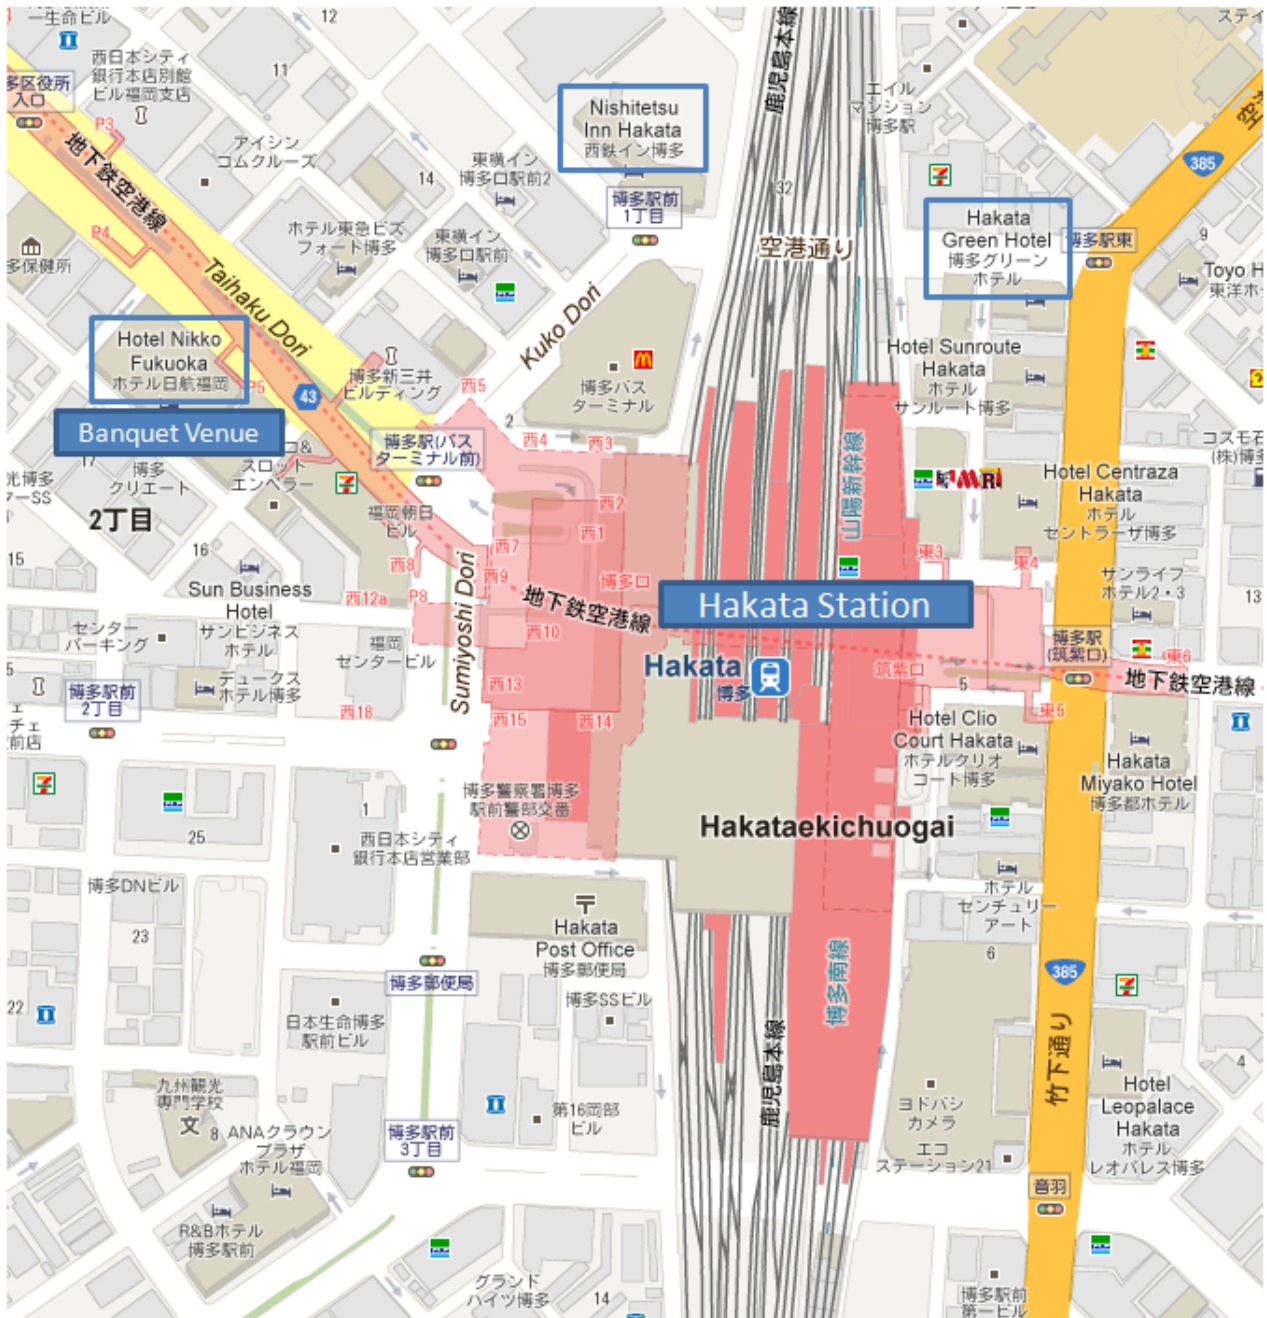 一生命ビル
12
ステイ
西日本シティ
銀行本店別館
ビル福岡支店
11
多区役所
入口
P3
地下鉄空港線
アイシン
コムクルーズ
Nishitetsu
Inn Hakata
西鉄イン博多
鹿児島本線
エイル
マンション
博多駅
空
385
東横イン
博多口駅前2
14
博多駅前
1丁目
32
空港通り
Hakata
Green Hotel
博多グリーン
ホテル
博多駅東
9
Toyo H
東洋ホ
P4
多保健所
ホテル東急ビズ
フォート博多
東横イン
博多口駅前
Taihaku Dori
Kuko Dori
Hotel Nikko
Fukuoka
ホテル日航福岡
P5
43
博多新三井
ビルディング
西5
博多バス
ターミナル
Hotel Sunroute
Hakata
ホテル
サンルート博多
Banquet Venue
コ&
スロット
エンペラー
博多駅(バス
ターミナル前)
2
西4
西3
山陽新幹線
コスモ石
(株)博多
17
光博多
ターSS
博多
クリエート
2丁目
福岡朝日
ビル
西2
西1
Hotel Centraza
Hakata
ホテル
セントラーザ博多
15
16
西8
西7
西9
博多口
東3
東4
Sun Business
Hotel
サンビジネス
ホテル
西12a
P8
Sumiyoshi Dori
地下鉄空港線
Hakata Station
サンライフ
ホテル2・3
13
センター
パーキング
福岡
センタービル
西10
Hakata
博多
筑紫口
博多駅
(筑紫口)
東6
地下鉄空港線
5
デュークス
ホテル博多
博多駅前
2丁目
西18
西13
西15
西14
5
東5
ェ
チェ
前店
Hotel Clio
Court Hakata
ホテルクリオ
コート博多
Hakata
Miyako Hotel
博多都ホテル
博多警察署博多
駅前警部交番
Hakataekichuogai
1
25
西日本シティ
銀行本店営業部
博多DNビル
23
Hakata
Post Office
博多郵便局
ホテル
センチュリー
アート
6
博多南線
385
博多郵便局
22
日本生命博多
駅前ビル
博多SSビル
鹿児島本線
竹下通り
4
九州観光
専門学校
8
ANAクラウン
プラザ
ホテル福岡
博多駅前
3丁目
第16岡部
ビル
ヨドバシ
カメラ
エコ
ステーション21
Hotel
Leopalace
Hakata
ホテル
レオパレス博多
音羽
R&Bホテル
博多駅前
グランド
ハイツ博多
14
博多駅前
第一ビル